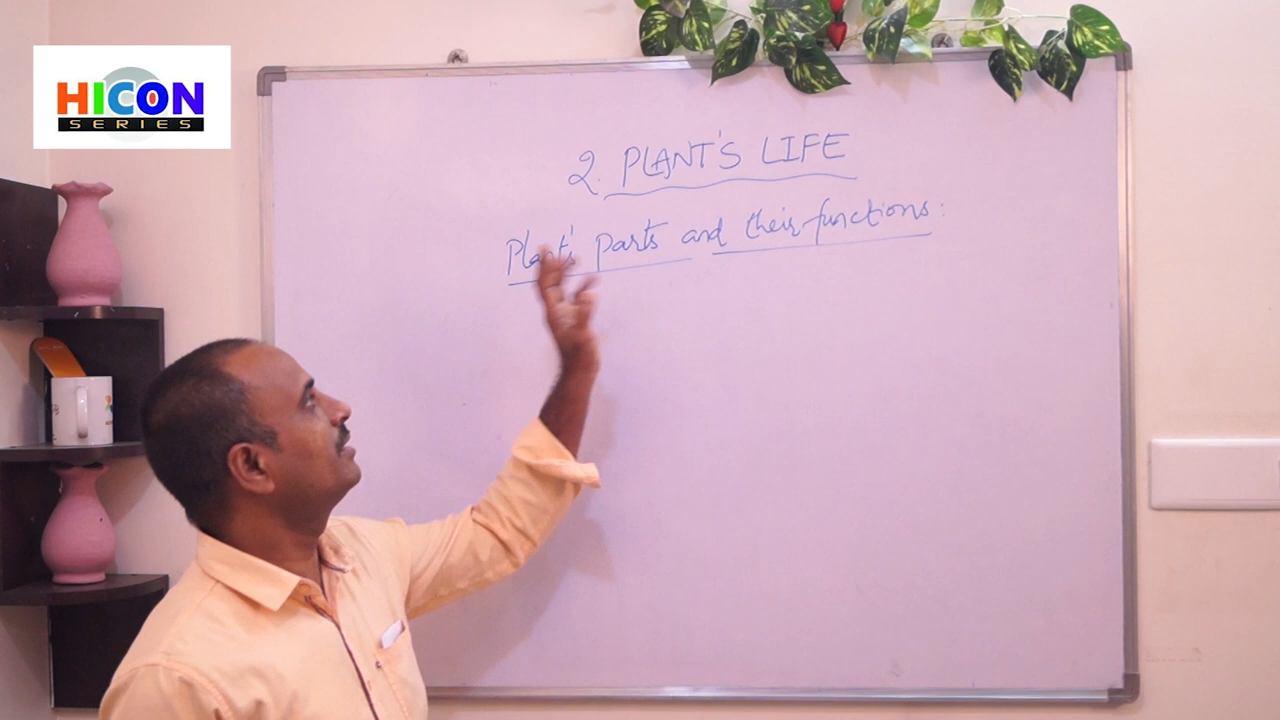 HICON
SERIES
2. PLANT'S LIFE
Plant's parts and their functions: